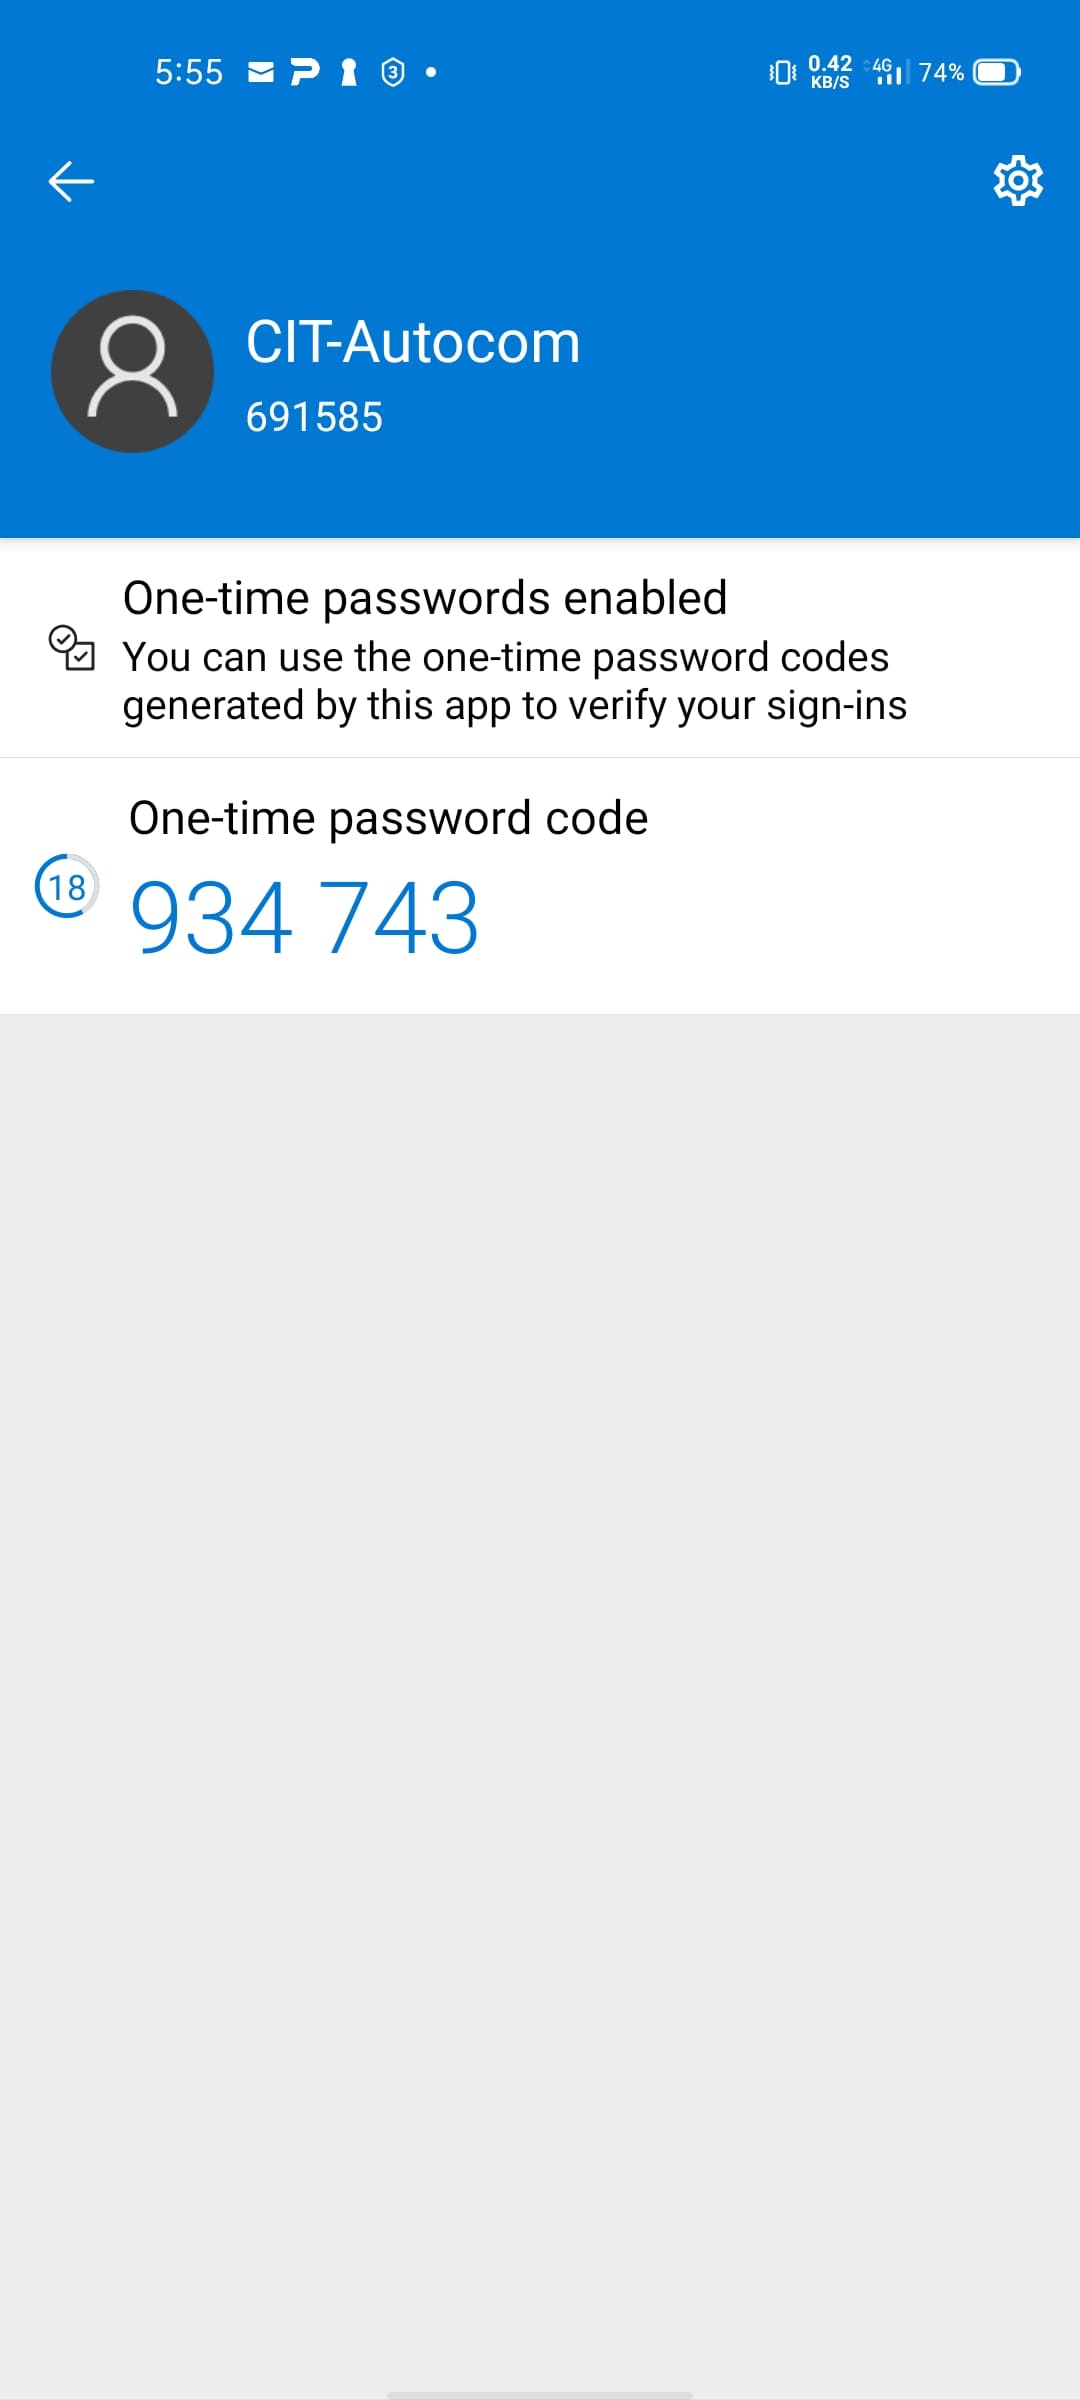 5:55 3 0.42 KB/S 4G 74%
CIT-Autocom
691585
One-time passwords enabled
You can use the one-time password codes
generated by this app to verify your sign-ins
One-time password code
18 934 743